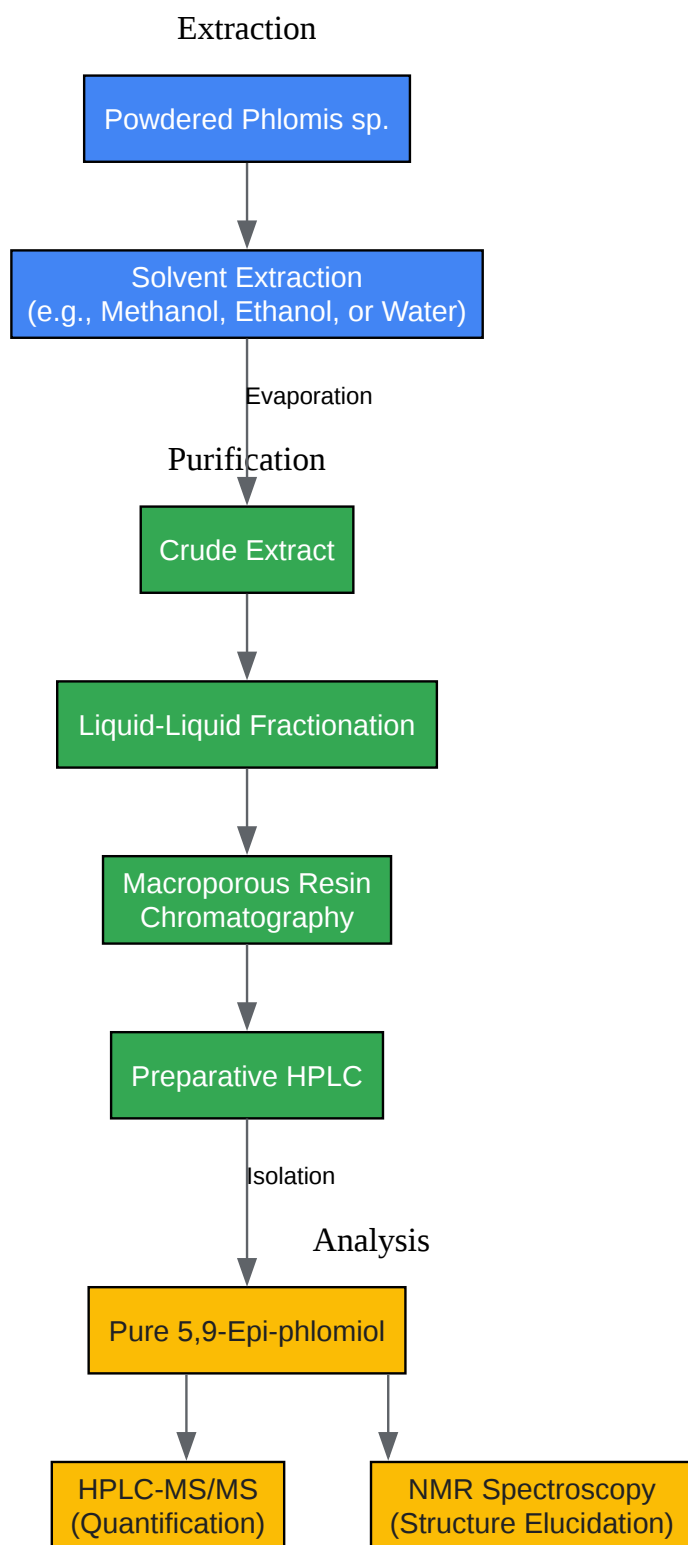 Extraction
Powdered Phlomis sp.
Solvent Extraction
(e.g., Methanol, Ethanol, or Water)
Evaporation
Purification
Crude Extract
Liquid-Liquid Fractionation
Macroporous Resin
Chromatography
Preparative HPLC
Isolation
Analysis
Pure 5,9-Epi-phlomiol
HPLC-MS/MS
(Quantification)
NMR Spectroscopy
(Structure Elucidation)